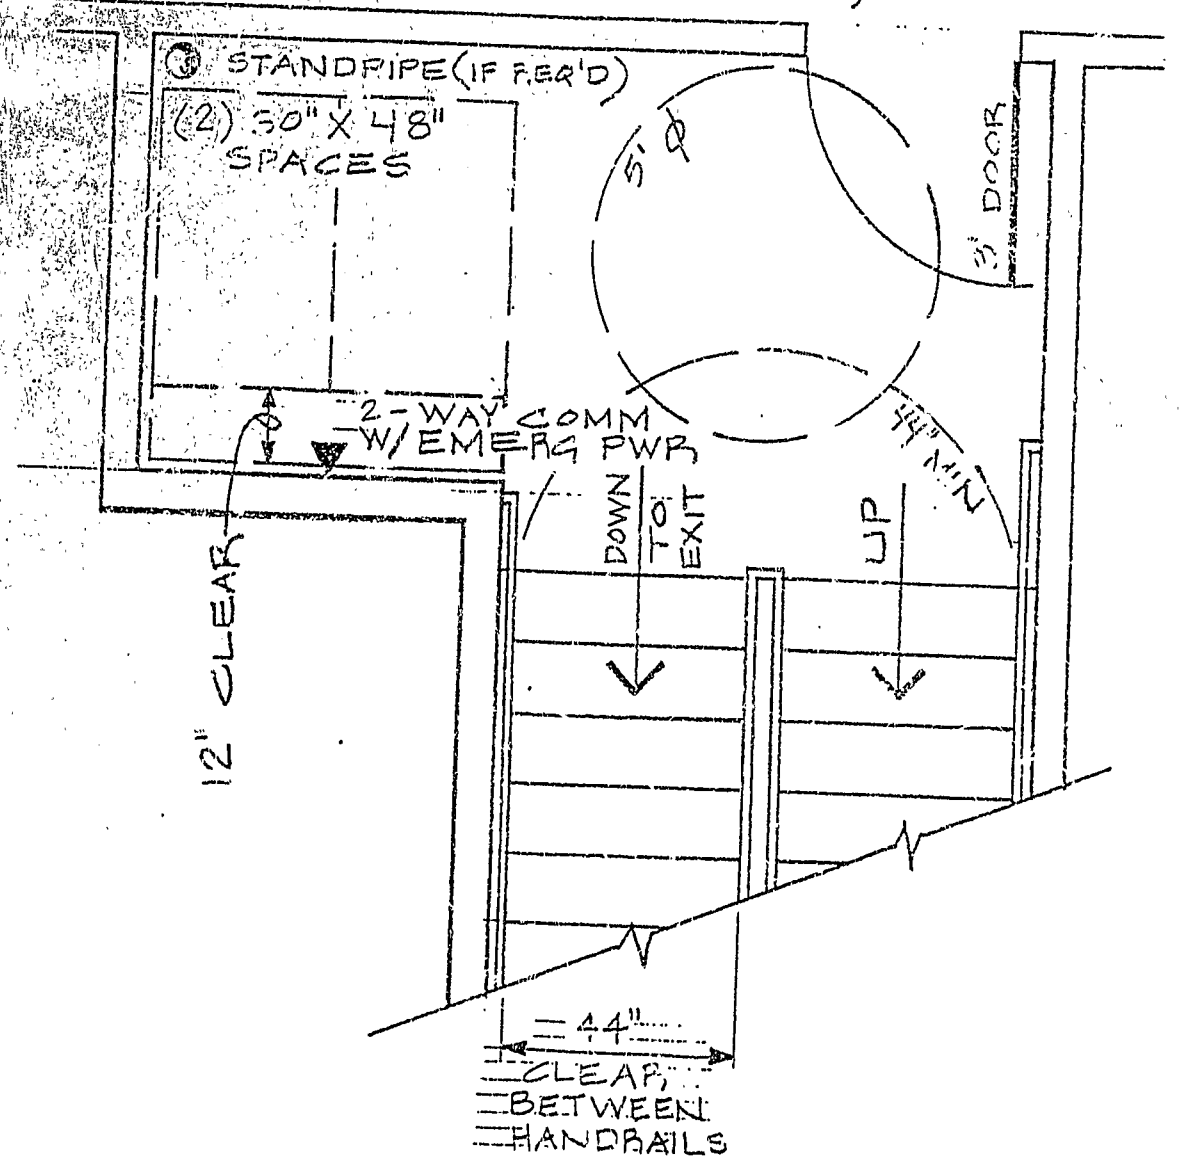 STANDPIPE (IF REQ'D)
(2) 30" X 48"
SPACES
5' Ø
3' DOOR
2-WAY COMM
W/ EMERG PWR
44" MIN
DOWN
TO
EXIT
UP
12" CLEAR
44"
CLEAR
BETWEEN
HANDRAILS